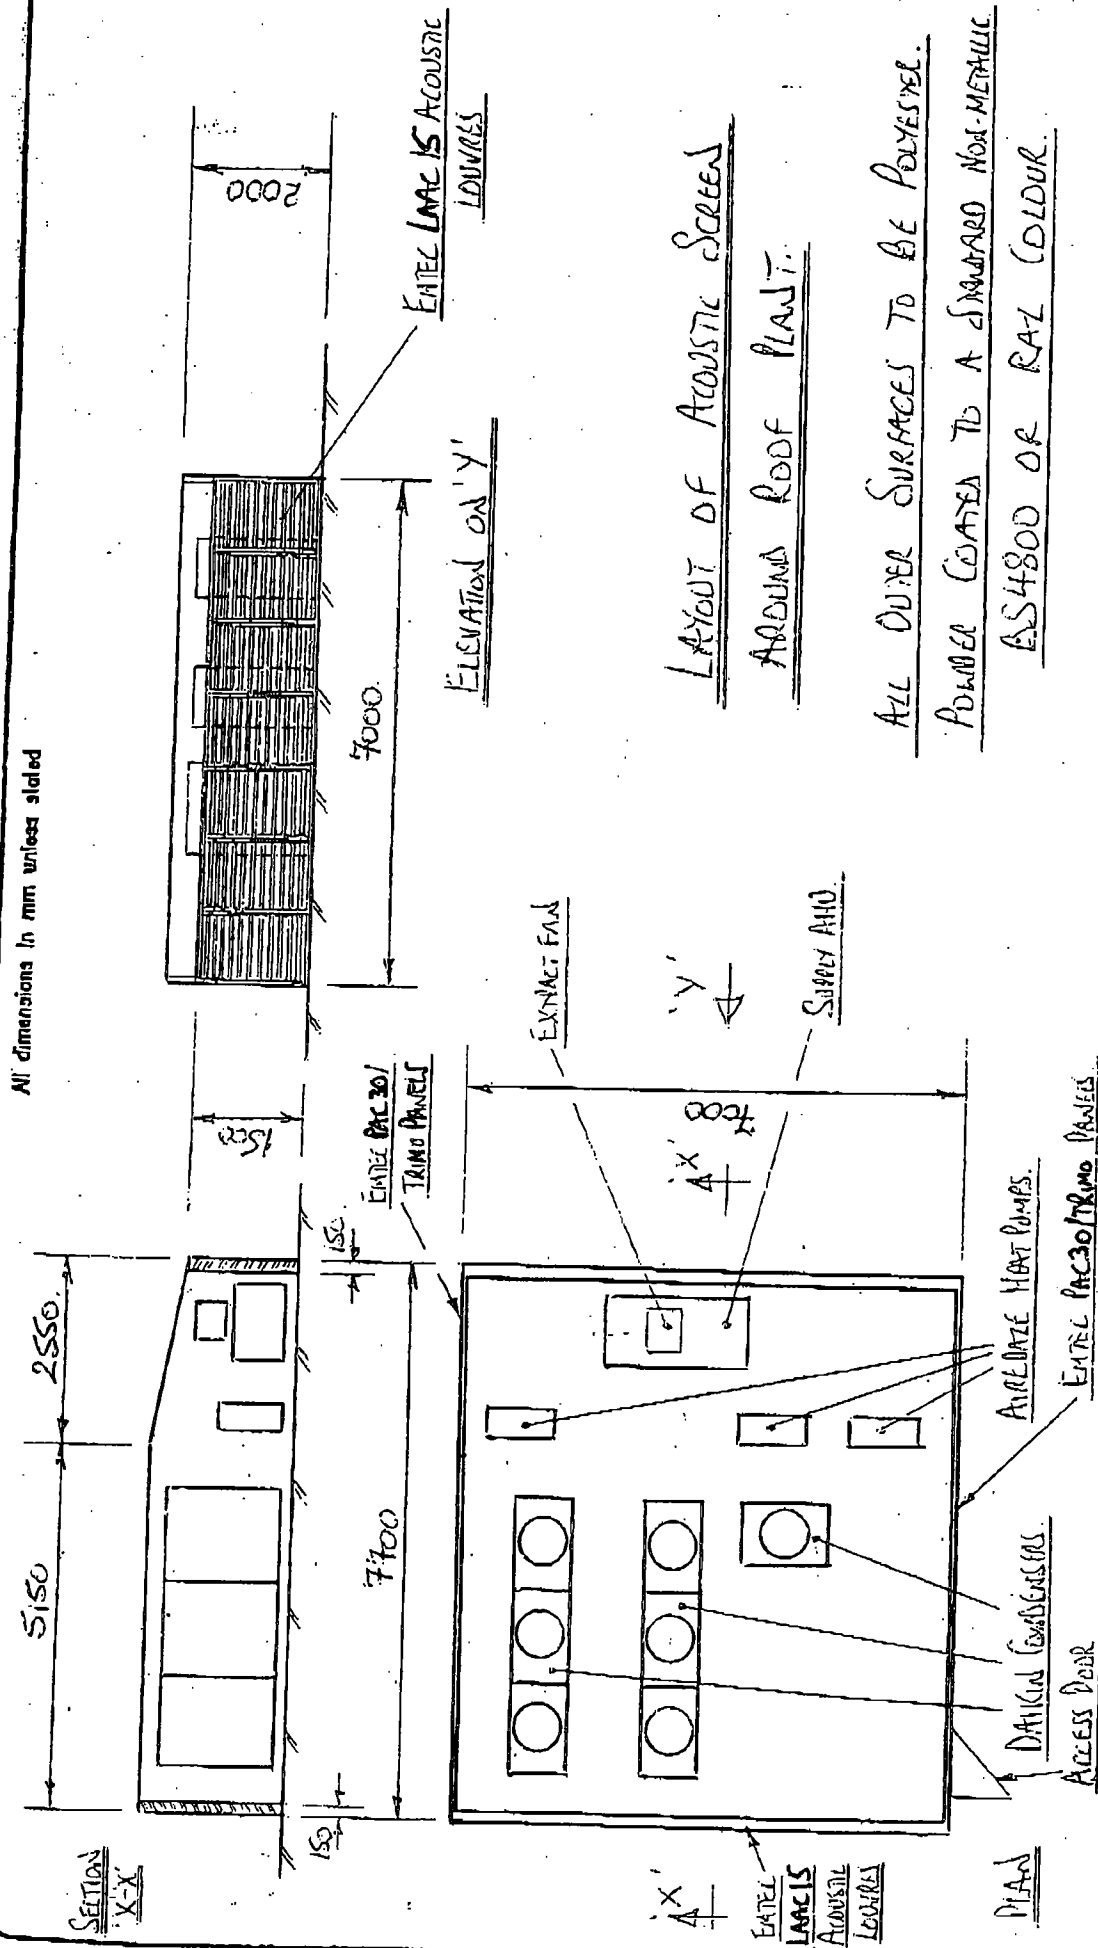 All dimensions in mm unless stated
SECTION
'X-X'
5150
2550
150
150
1500
2000
7700
7000
ELEVATION ON 'Y'
EMTEC LAAC 15 ACOUSTIC
LOUVRES
EMTEC PAC30/
TRIMO PANELS
'X'
'X'
7000
'Y'
EXTRACT FAN
SUPPLY AHU
AIREDALE HEAT PUMPS.
EMTEC PAC30/TRIMO PANELS
DAIKIN CONDENSERS.
ACCESS DOOR
EMTEC
LAAC15
ACOUSTIC
LOUVRES
PLAN
LAYOUT OF ACOUSTIC SCREEN
AROUND ROOF PLANT.
ALL OUTER SURFACES TO BE POLYESTER.
POWDER COATED TO A STANDARD NON-METALLIC
BS4800 OR RAL COLOUR.